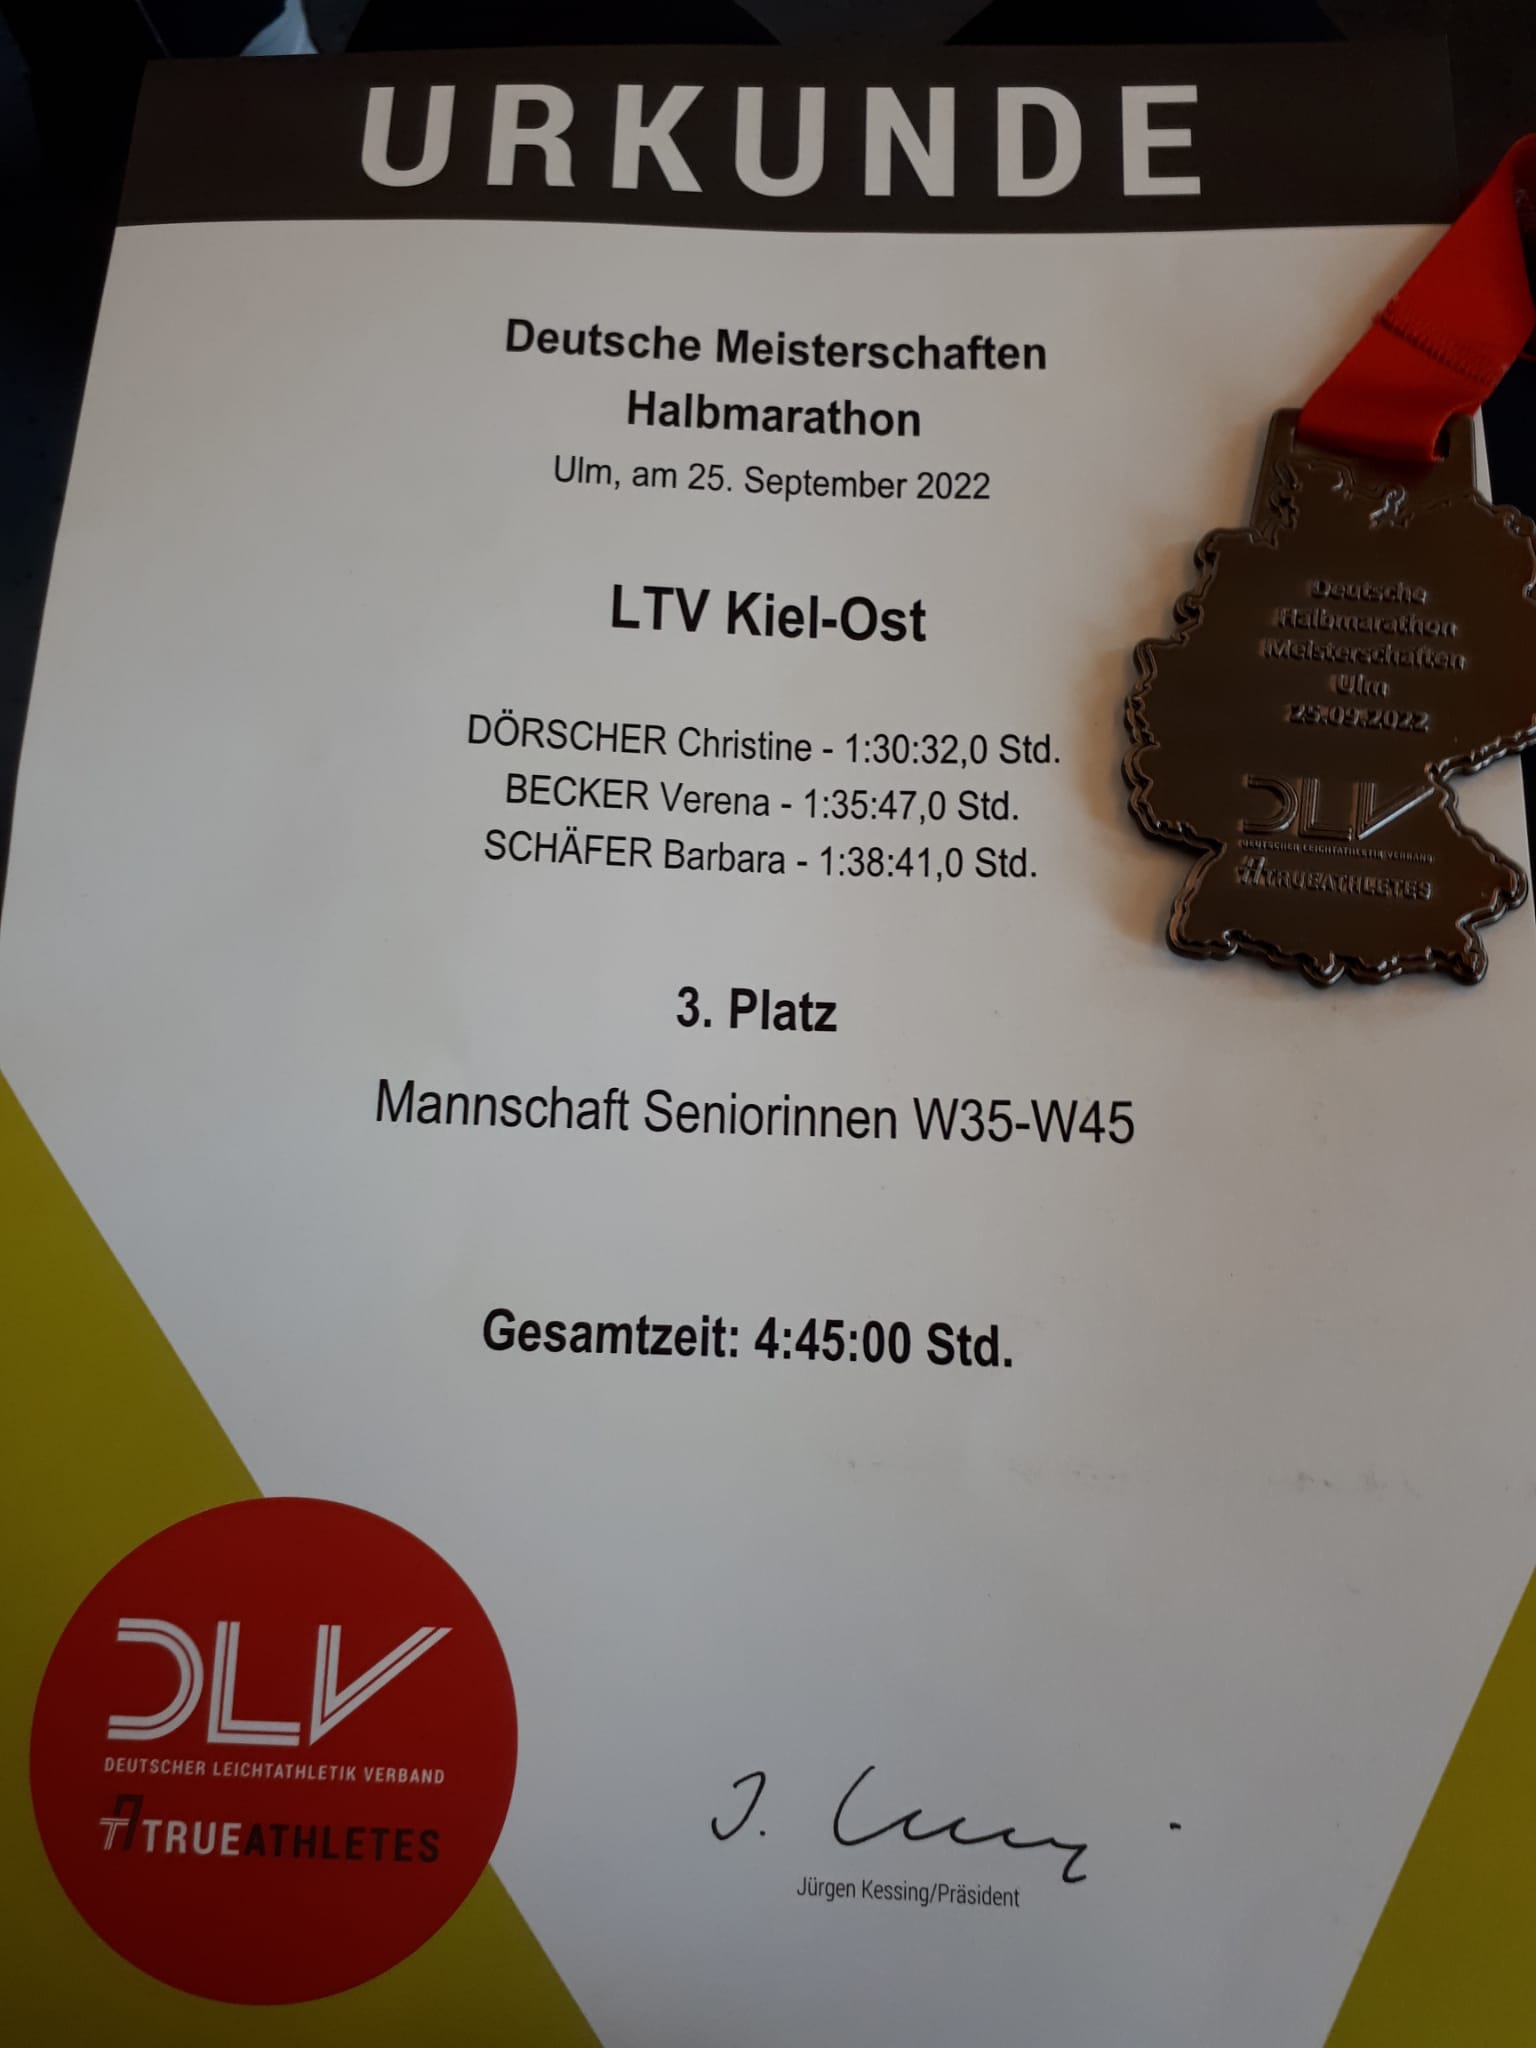 URKUNDE
Deutsche Meisterschaften
Halbmarathon
Ulm, am 25. September 2022
LTV Kiel-Ost
DÖRSCHER Christine - 1:30:32,0 Std.
BECKER Verena - 1:35:47,0 Std.
SCHÄFER Barbara - 1:38:41,0 Std.
3. Platz
Mannschaft Seniorinnen W35-W45
Gesamtzeit: 4:45:00 Std.
Deutsche
Halbmarathon
Meisterschaften
Ulm
25.09.2022
DLV
DEUTSCHER LEICHTATHLETIK VERBAND
TRUEATHLETES
DLV
DEUTSCHER LEICHTATHLETIK VERBAND
TRUEATHLETES
Jürgen Kessing/Präsident